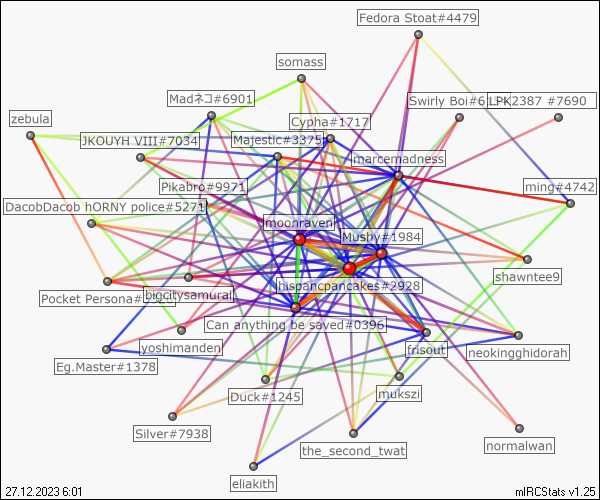 Fedora Stoat#4479
somass
Madネコ#6901
Swirly Boi#6
LPK2387 #7690
zebula
Cypha#1717
JKOUYH VIII#7034
Majestic#3375
marcemadness
Pikabro#9971
ming#4742
DacobDacob hORNY police#5271
moonraven
Mushy#1984
shawntee9
hispancpancakes#2928
Pocket Persona#
bigcitysamurai
Can anything be saved#0396
yoshimanden
frisout
neokingghidorah
Eg.Master#1378
Duck#1245
mukszi
Silver#7938
the_second_twat
normalwan
eliakith
27.12.2023 6:01
mIRCStats v1.25